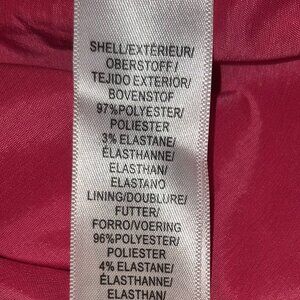 SHELL/EXTÉRIEUR/
OBERSTOFF/
TEJIDO EXTERIOR/
BOVENSTOF
97%POLYESTER/
POLIESTER
3% ELASTANE/
ÉLASTHANNE/
ELASTHAN/
ELASTANO
LINING/DOUBLURE/
FUTTER/
FORRO/VOERING
96%POLYESTER/
POLIESTER
4% ELASTANE/
ÉLASTHANNE/
ELASTHAN/